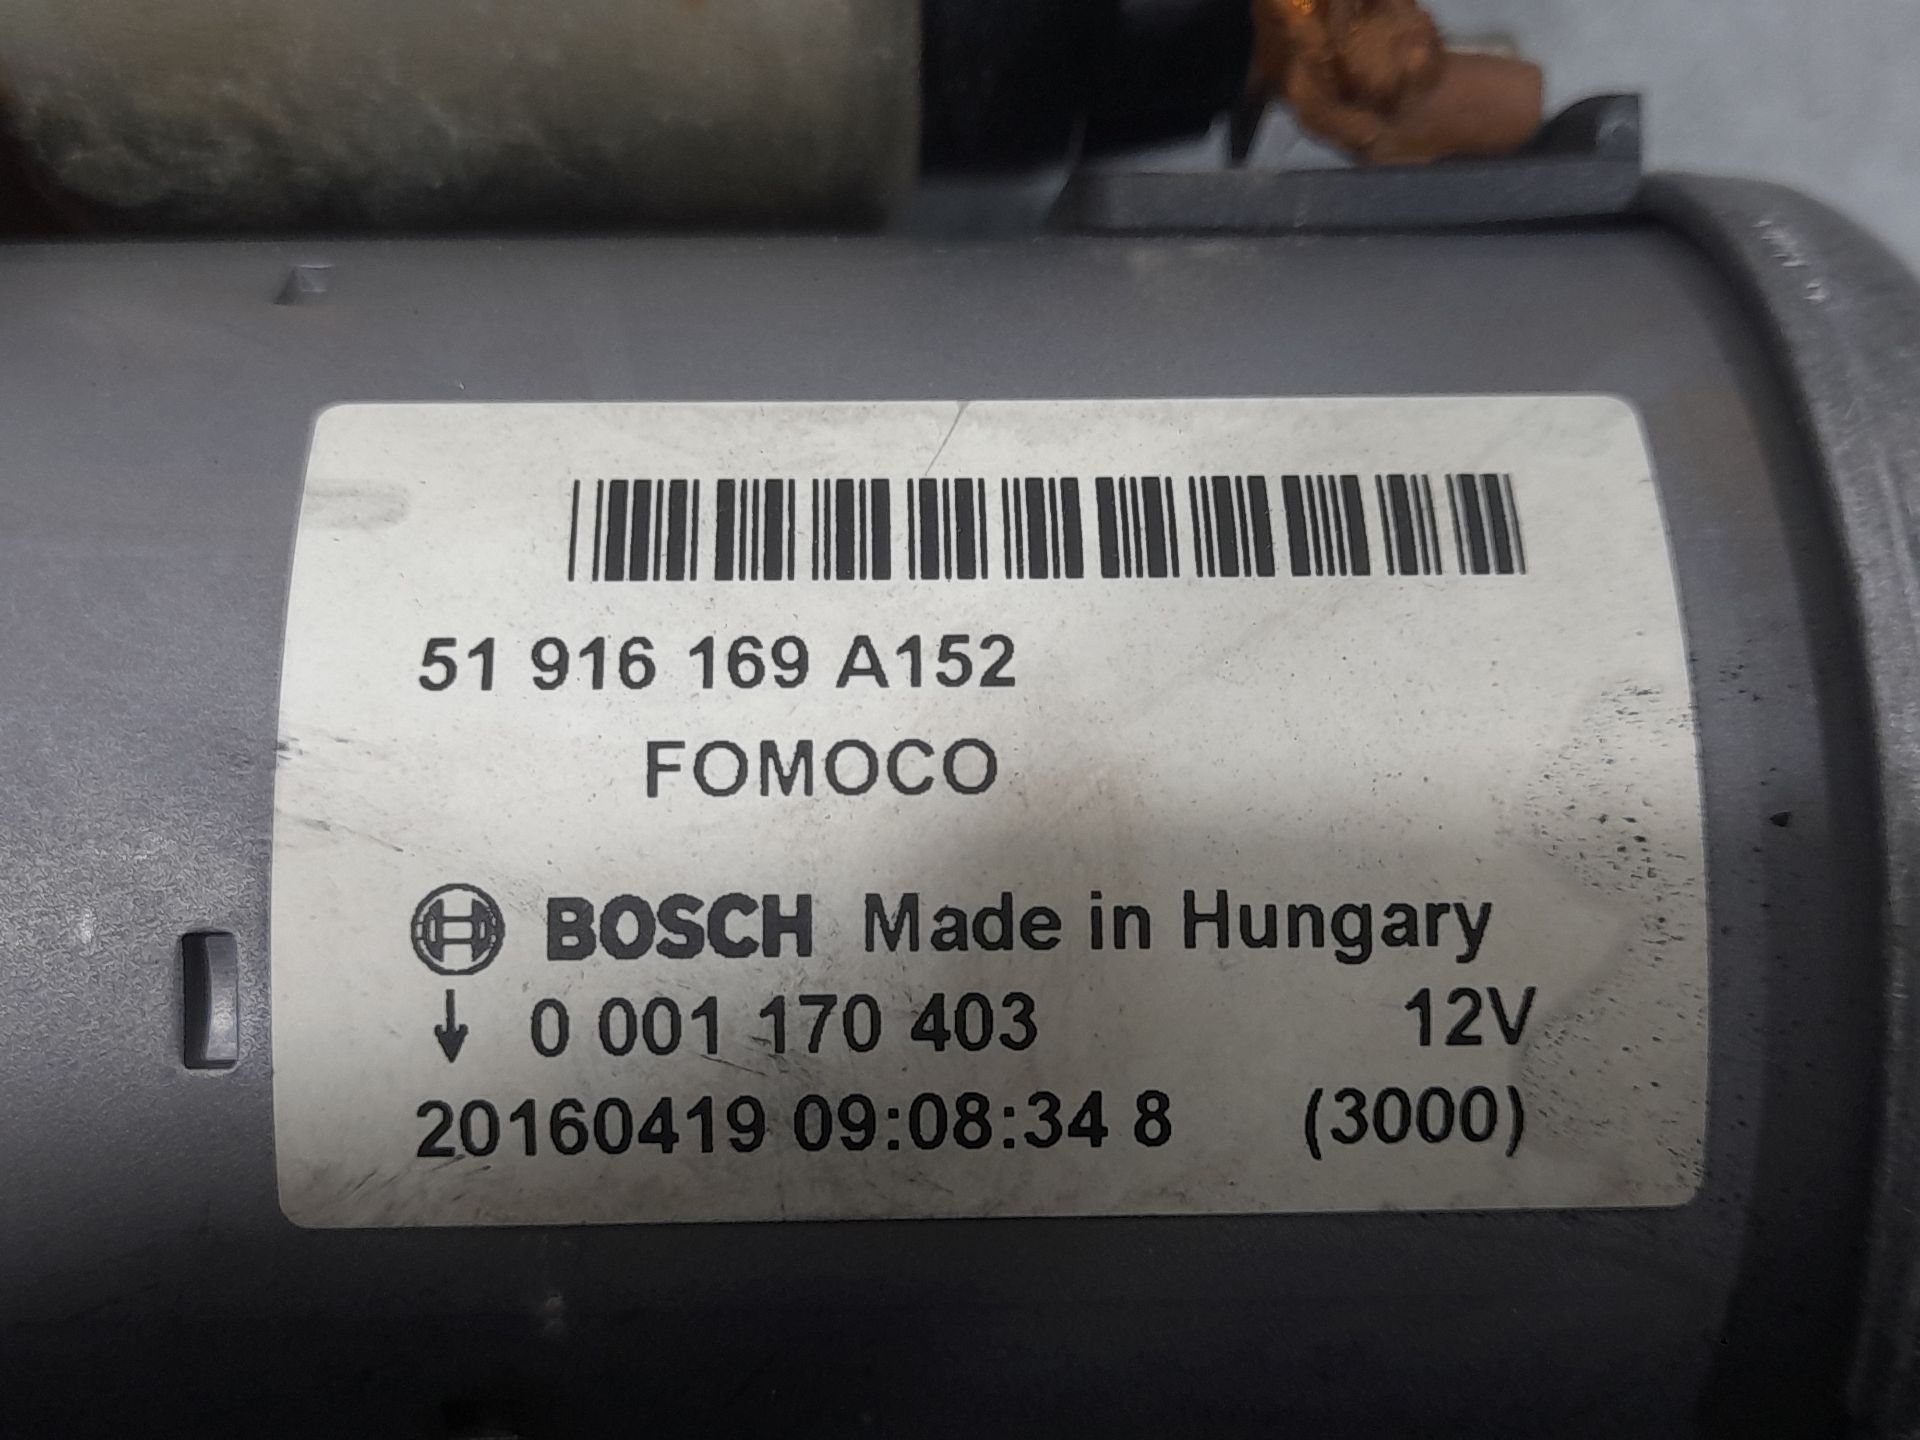 51 916 169 A152
FOMOCO
BOSCH Made in Hungary
↓ 0 001 170 403 12V
20160419 09:08:34 8 (3000)